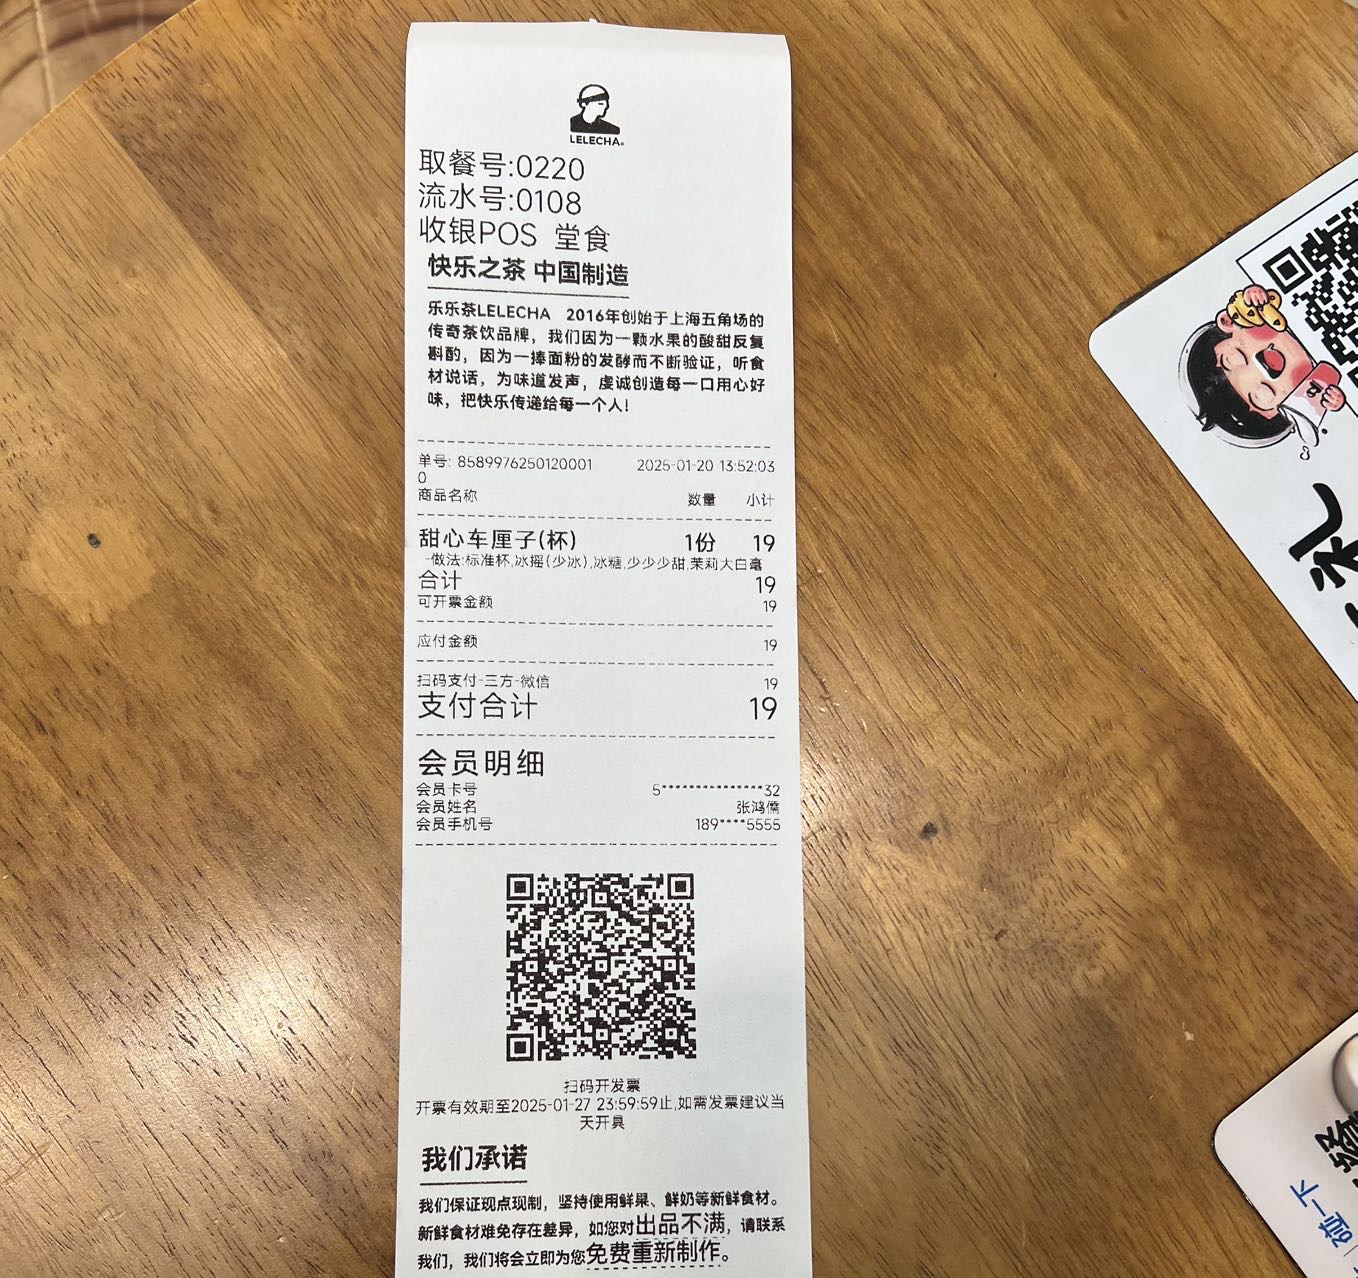 LELECHA
取餐号:0220
流水号:0108
收银POS 堂食
快乐之茶 中国制造
乐乐茶LELECHA 2016年创始于上海五角场的
传奇茶饮品牌，我们因为一颗水果的酸甜反复
斟酌，因为一捧面粉的发酵而不断验证，听食
材说话，为味道发声，虔诚创造每一口用心好
味，把快乐传递给每一个人！
单号: 8589976250120001 2025-01-20 13:52:03
0
商品名称 数量 小计
甜心车厘子(杯) 1份 19
-做法:标准杯,冰摇(少冰),冰糖,少少少甜,茉莉大白毫
合计 19
可开票金额 19
应付金额 19
扫码支付-三方-微信 19
支付合计 19
会员明细
会员卡号 5***************32
会员姓名 张鸿儒
会员手机号 189****5555
扫码开发票
开票有效期至2025-01-27 23:59:59止,如需发票建议当
天开具
我们承诺
我们保证现点现制，坚持使用鲜果、鲜奶等新鲜食材。
新鲜食材难免存在差异，如您对出品不满，请联系
我们，我们将会立即为您免费重新制作。
礼
碰一下